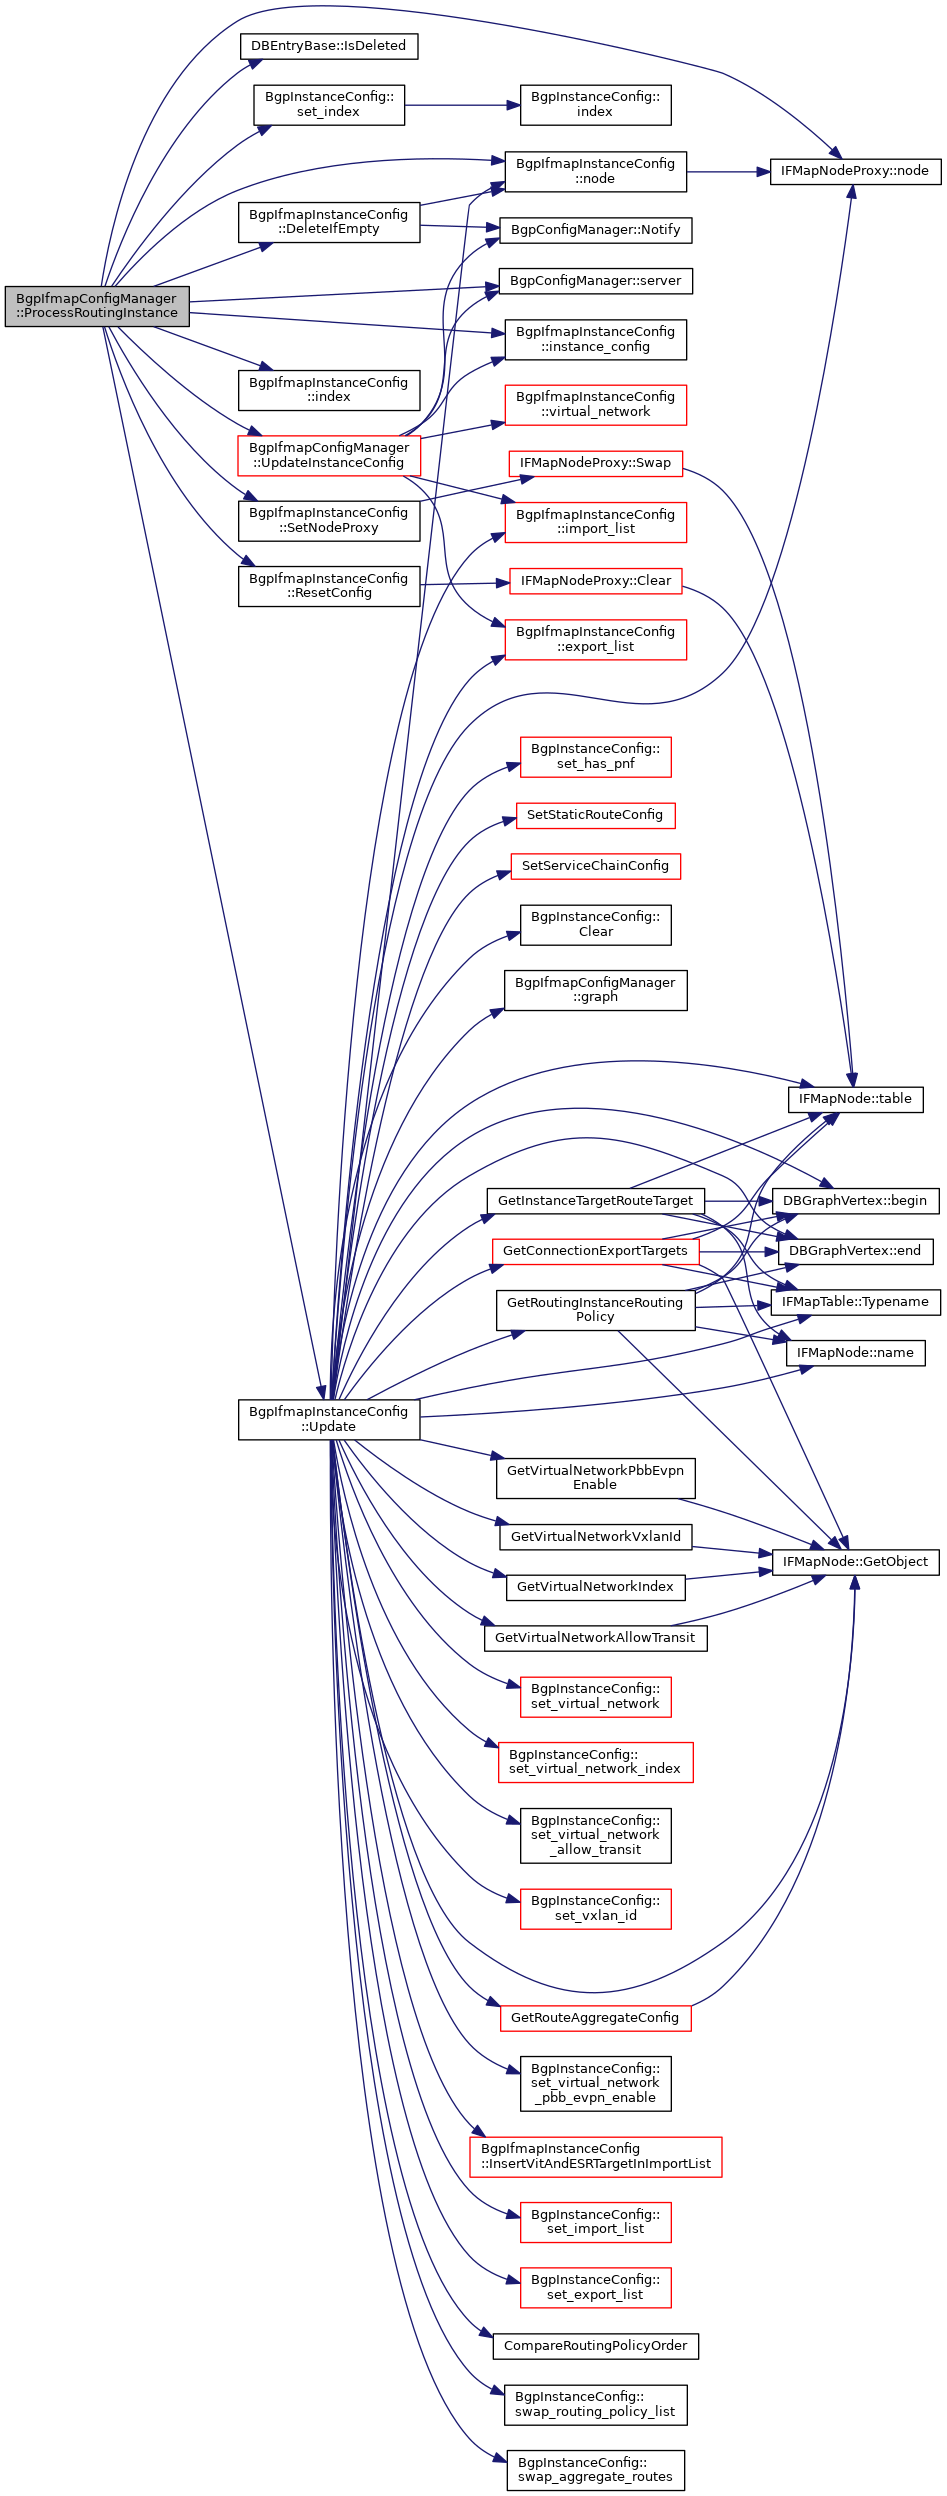 DBEntryBase::IsDeleted
BgpInstanceConfig::
set_index
BgpInstanceConfig::
index
BgpIfmapInstanceConfig
::node
IFMapNodeProxy::node
BgpIfmapInstanceConfig
::DeleteIfEmpty
BgpConfigManager::Notify
BgpConfigManager::server
BgpIfmapConfigManager
::ProcessRoutingInstance
BgpIfmapInstanceConfig
::instance_config
BgpIfmapInstanceConfig
::index
BgpIfmapInstanceConfig
::virtual_network
BgpIfmapConfigManager
::UpdateInstanceConfig
IFMapNodeProxy::Swap
BgpIfmapInstanceConfig
::SetNodeProxy
BgpIfmapInstanceConfig
::import_list
BgpIfmapInstanceConfig
::ResetConfig
IFMapNodeProxy::Clear
BgpIfmapInstanceConfig
::export_list
BgpInstanceConfig::
set_has_pnf
SetStaticRouteConfig
SetServiceChainConfig
BgpInstanceConfig::
Clear
BgpIfmapConfigManager
::graph
IFMapNode::table
GetInstanceTargetRouteTarget
DBGraphVertex::begin
GetConnectionExportTargets
DBGraphVertex::end
GetRoutingInstanceRouting
Policy
IFMapTable::Typename
IFMapNode::name
BgpIfmapInstanceConfig
::Update
GetVirtualNetworkPbbEvpn
Enable
GetVirtualNetworkVxlanId
IFMapNode::GetObject
GetVirtualNetworkIndex
GetVirtualNetworkAllowTransit
BgpInstanceConfig::
set_virtual_network
BgpInstanceConfig::
set_virtual_network_index
BgpInstanceConfig::
set_virtual_network
_allow_transit
BgpInstanceConfig::
set_vxlan_id
GetRouteAggregateConfig
BgpInstanceConfig::
set_virtual_network
_pbb_evpn_enable
BgpIfmapInstanceConfig
::InsertVitAndESRTargetInImportList
BgpInstanceConfig::
set_import_list
BgpInstanceConfig::
set_export_list
CompareRoutingPolicyOrder
BgpInstanceConfig::
swap_routing_policy_list
BgpInstanceConfig::
swap_aggregate_routes